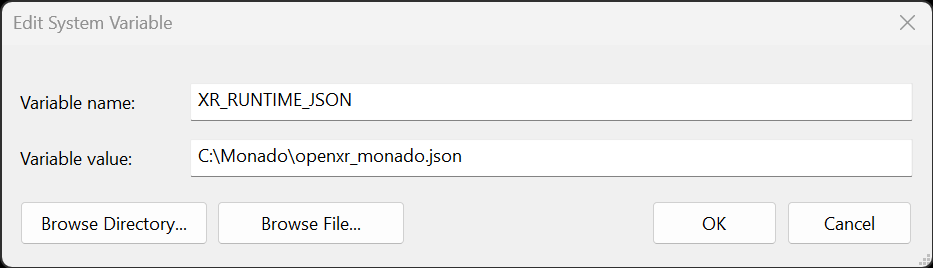 Edit System Variable
Variable name:
XR_RUNTIME_JSON
Variable value:
C:\Monado\openxr_monado.json
Browse Directory...
Browse File...
OK
Cancel